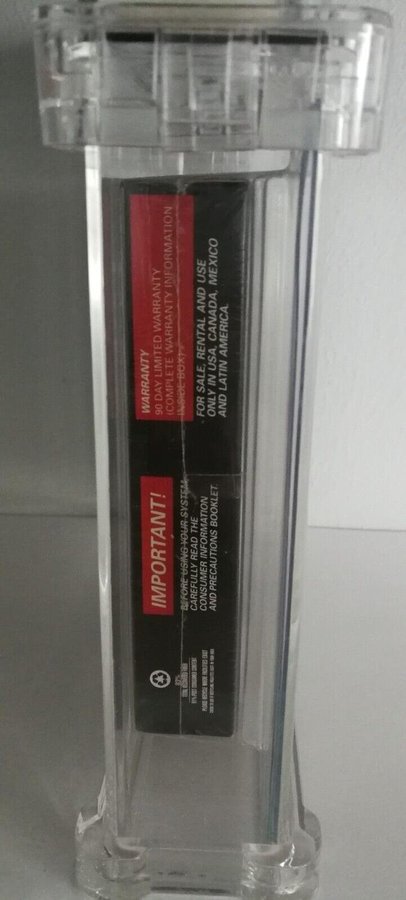 WARRANTY
90 DAY LIMITED WARRANTY
(COMPLETE WARRANTY INFORMATION
INSIDE BOX)
FOR SALE, RENTAL AND USE
ONLY IN USA, CANADA, MEXICO
AND LATIN AMERICA.
IMPORTANT!
BEFORE USING YOUR SYSTEM,
CAREFULLY READ THE
CONSUMER INFORMATION
AND PRECAUTIONS BOOKLET.